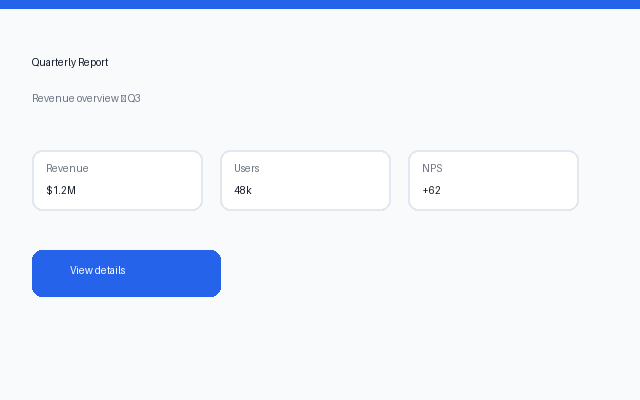 Quarterly Report
Revenue overview Q3
Revenue
Users
NPS
$1.2M
48k
+62
View details